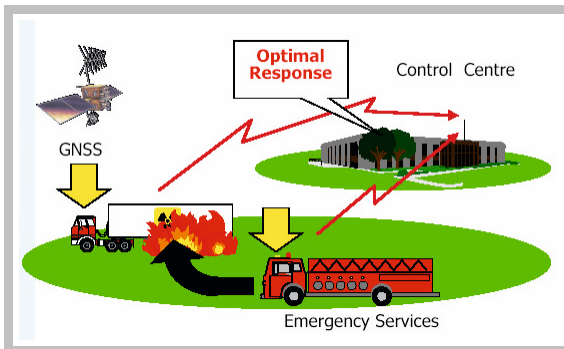 Optimal
Response
Control Centre
GNSS
Emergency Services